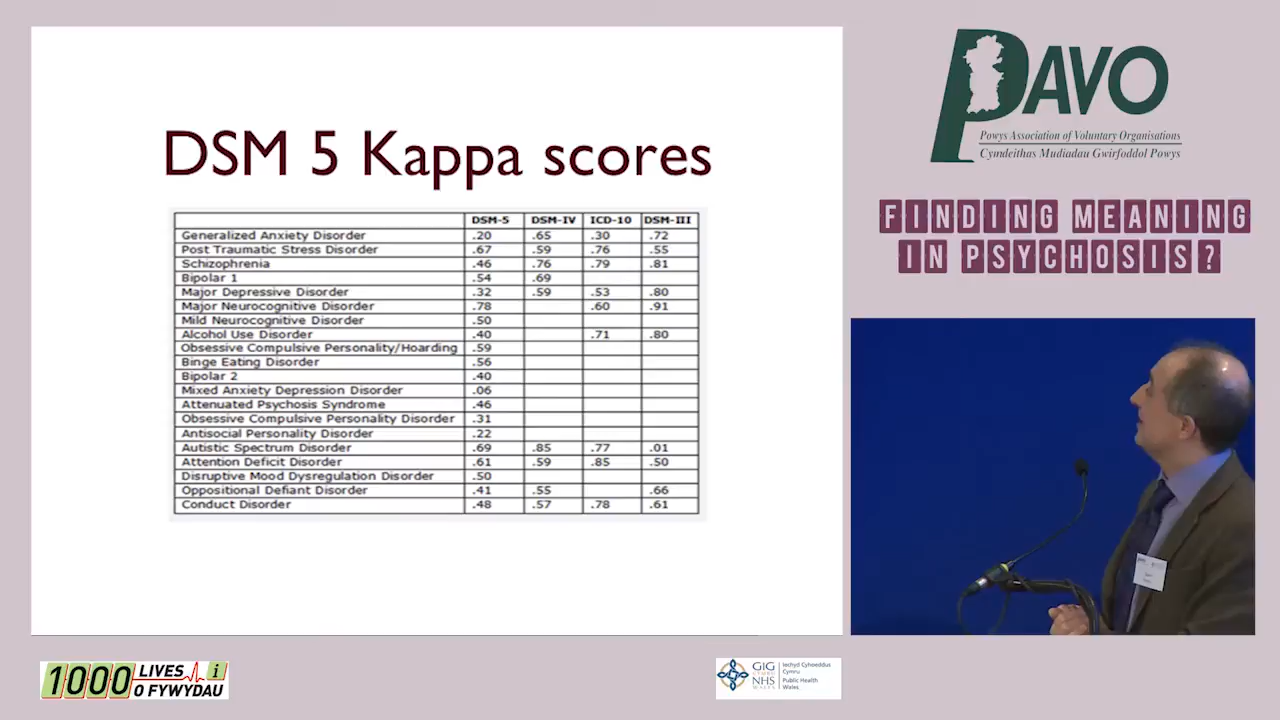 DSM 5 Kappa scores
DSM-5 DSM-IV ICD-10 DSM-III
Generalized Anxiety Disorder .20 .65 .30 .72
Post Traumatic Stress Disorder .67 .59 .76 .55
Schizophrenia .46 .76 .79 .81
Bipolar 1 .54 .69
Major Depressive Disorder .32 .59 .53 .80
Major Neurocognitive Disorder .78 .60 .91
Mild Neurocognitive Disorder .50
Alcohol Use Disorder .40 .71 .80
Obsessive Compulsive Personality/Hoarding .59
Binge Eating Disorder .56
Bipolar 2 .40
Mixed Anxiety Depression Disorder .06
Attenuated Psychosis Syndrome .46
Obsessive Compulsive Personality Disorder .31
Antisocial Personality Disorder .22
Autistic Spectrum Disorder .69 .85 .77 .01
Attention Deficit Disorder .61 .59 .85 .50
Disruptive Mood Dysregulation Disorder .50
Oppositional Defiant Disorder .41 .55 .66
Conduct Disorder .48 .57 .78 .61
PAVO
Powys Association of Voluntary Organisations
Cymdeithas Mudiadau Gwirfoddol Powys
FINDING MEANING
IN PSYCHOSIS?
1000 LIVES i
O FYWYDAU
GIG
CYMRU
NHS
WALES
Iechyd Cyhoeddus
Cymru
Public Health
Wales